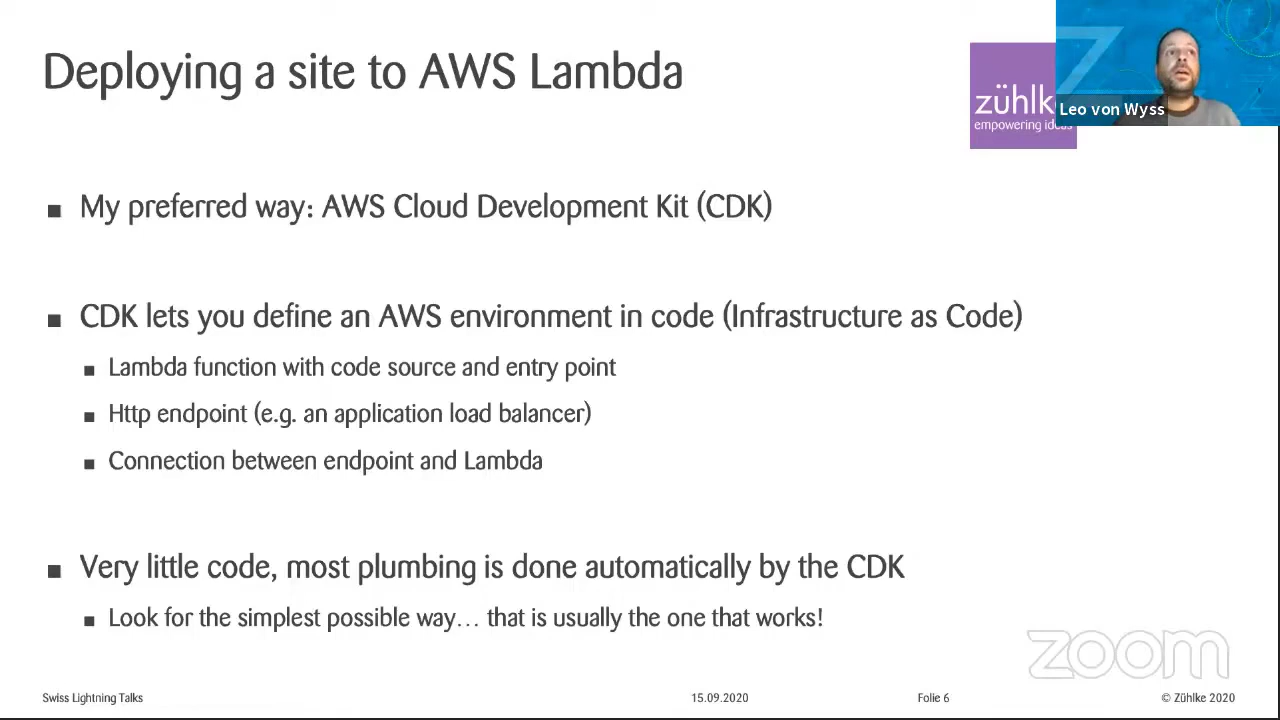 Deploying a site to AWS Lambda
zühlke
empowering ideas
Leo von Wyss
My preferred way: AWS Cloud Development Kit (CDK)
CDK lets you define an AWS environment in code (Infrastructure as Code)
Lambda function with code source and entry point
Http endpoint (e.g. an application load balancer)
Connection between endpoint and Lambda
Very little code, most plumbing is done automatically by the CDK
Look for the simplest possible way... that is usually the one that works!
zoom
Swiss Lightning Talks
15.09.2020
Folie 6
© Zühlke 2020